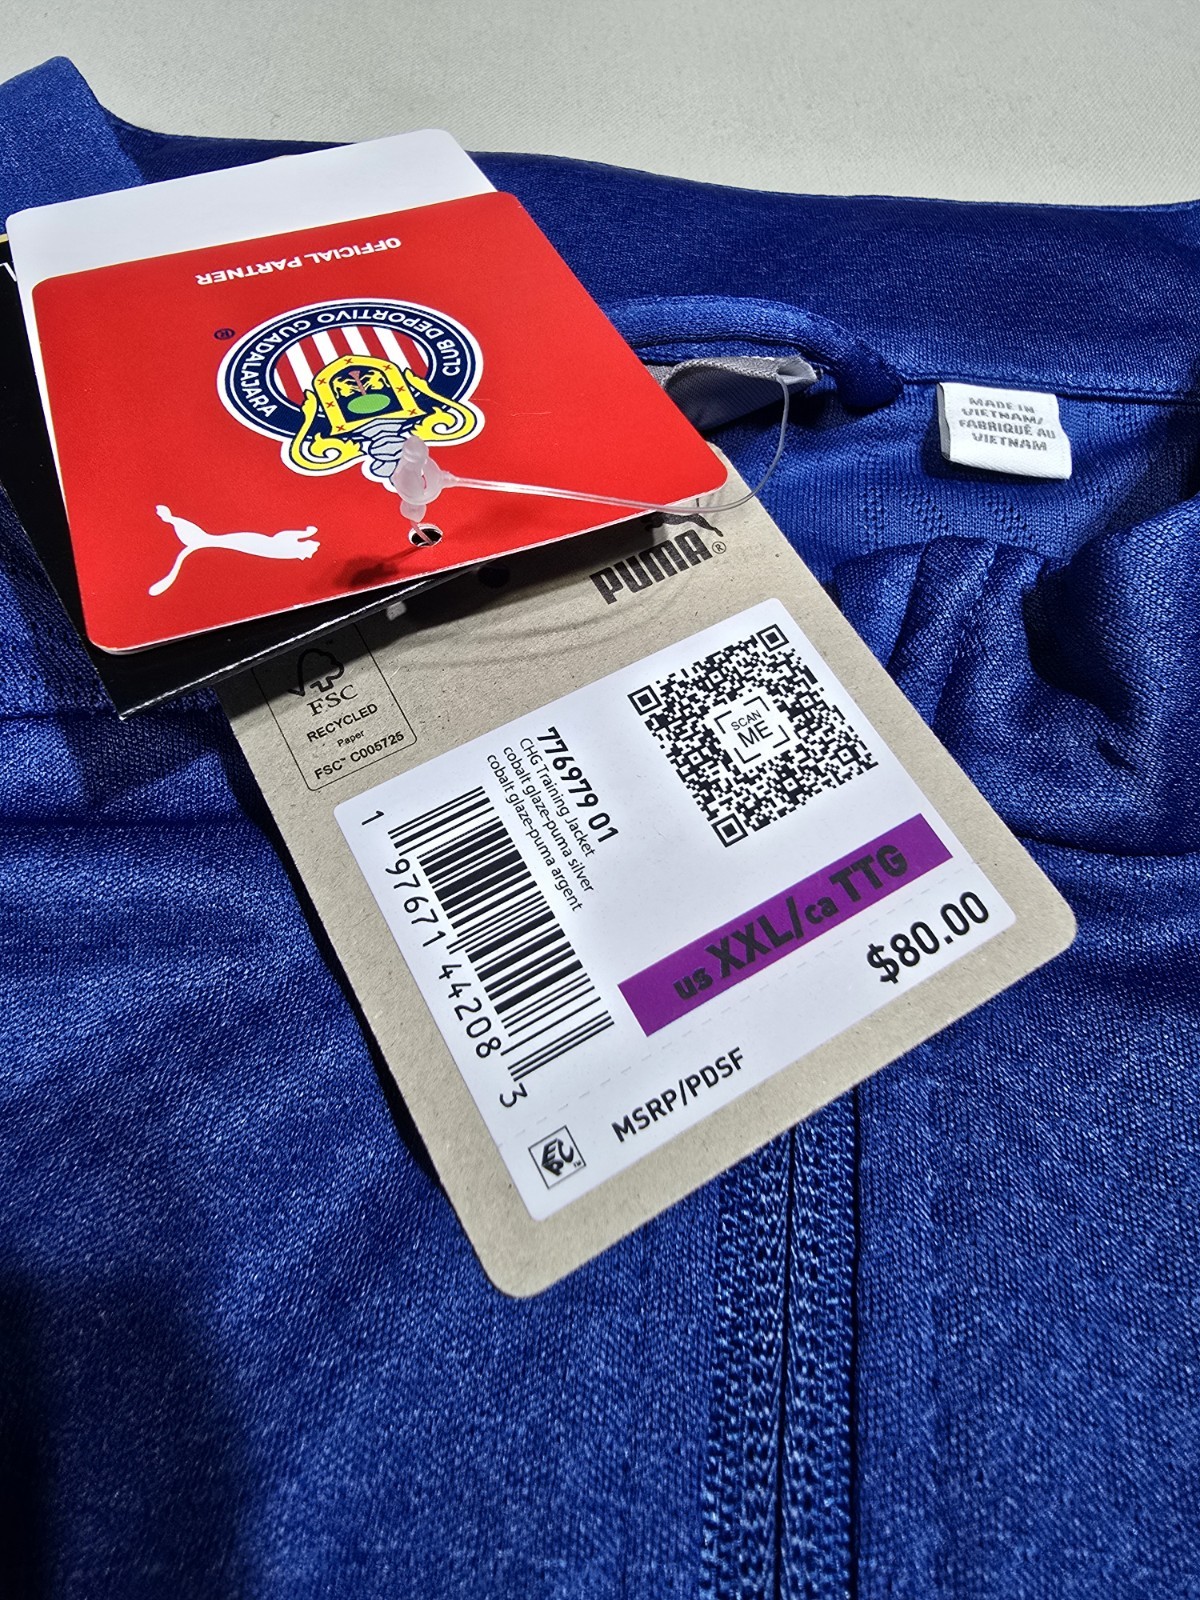 OFFICIAL PARTNER
CLUB DEPORTIVO GUADALAJARA
®
MADE IN
VIETNAM/
FABRIQUÉ AU
VIETNAM
PUMA®
FSC
RECYCLED
Paper
FSC™ C005725
SCAN
ME
776979 01
CHG Training Jacket
cobalt glaze-puma silver
cobalt glaze-puma argent
1 97671 44208 3
us XXL/ca TTG
$80.00
MSRP/PDSF
EPC™